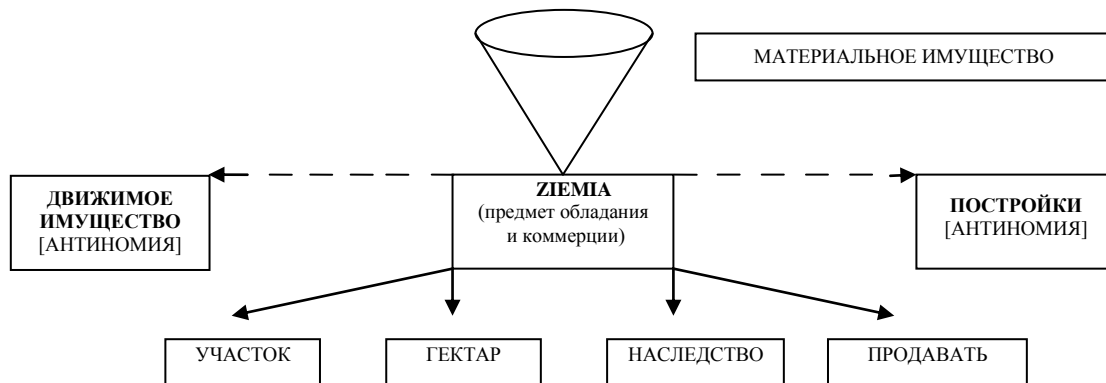 МАТЕРИАЛЬНОЕ ИМУЩЕСТВО
ДВИЖИМОЕ
ИМУЩЕСТВО
[АНТИНОМИЯ]
ZIEMIA
(предмет обладания
и коммерции)
ПОСТРОЙКИ
[АНТИНОМИЯ]
УЧАСТОК
ГЕКТАР
НАСЛЕДСТВО
ПРОДАВАТЬ